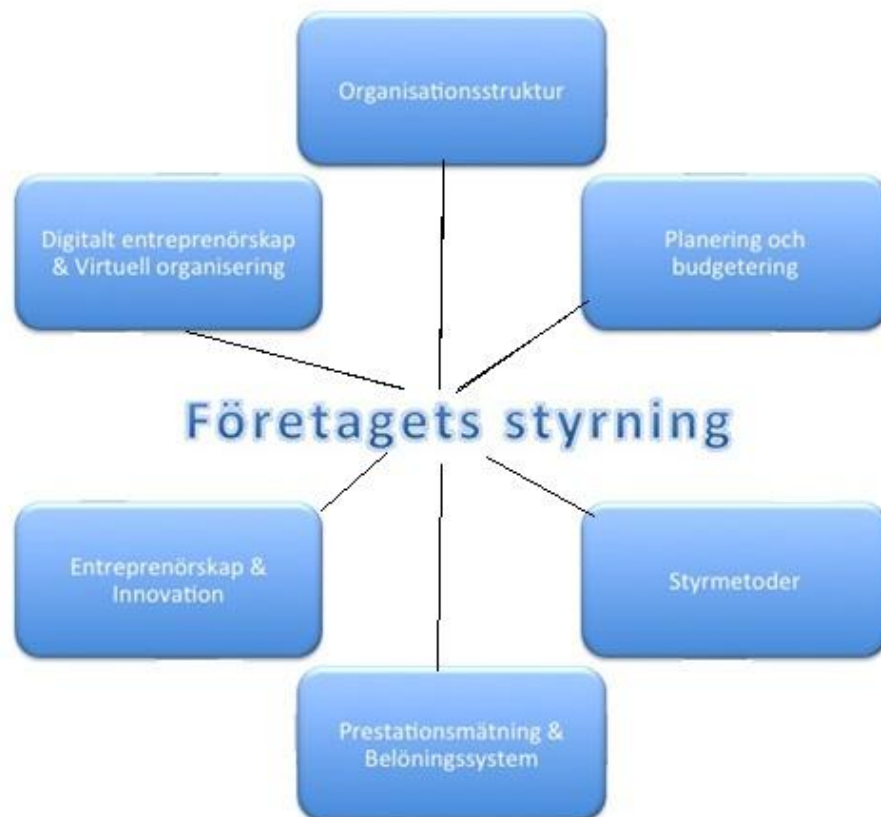 Organisationsstruktur
Digitalt entreprenörskap
& Virtuell organisering
Planering och
budgetering
Företagets styrning
Entreprenörskap &
Innovation
Styrmetoder
Prestationsmätning &
Belöningssystem